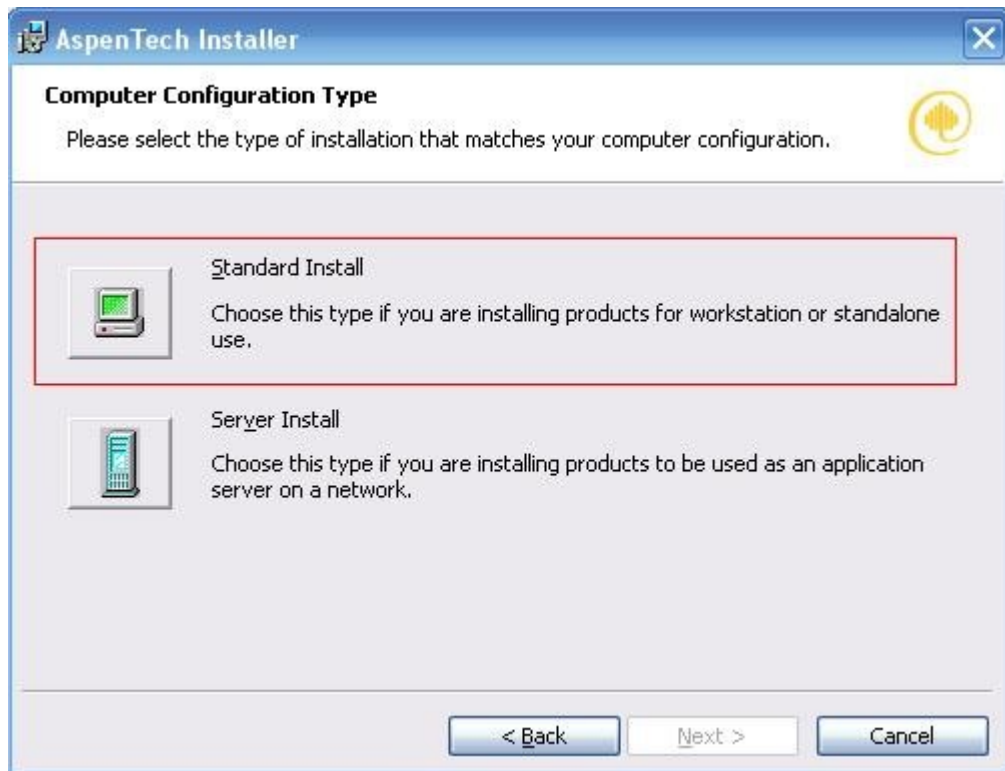 AspenTech Installer
Computer Configuration Type
Please select the type of installation that matches your computer configuration.
Standard Install
Choose this type if you are installing products for workstation or standalone
use.
Server Install
Choose this type if you are installing products to be used as an application
server on a network.
< Back
Next >
Cancel